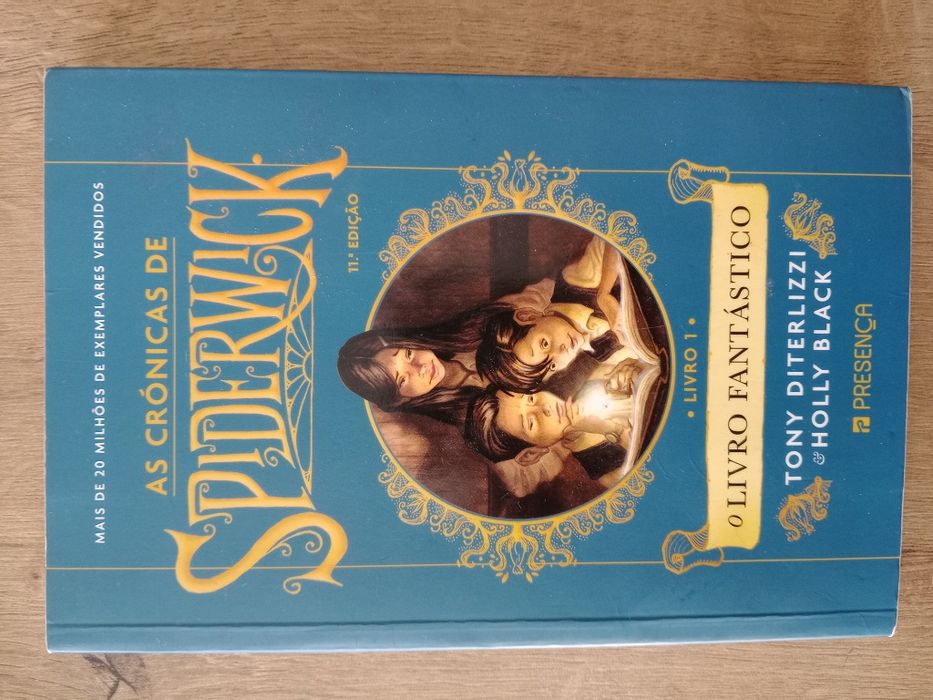 MAIS DE 20 MILHÕES DE EXEMPLARES VENDIDOS
AS CRÓNICAS DE
SPIDERWICK.
11.ª EDIÇÃO
• LIVRO 1 •
O LIVRO FANTÁSTICO
TONY DITERLIZZI
& HOLLY BLACK
PRESENÇA